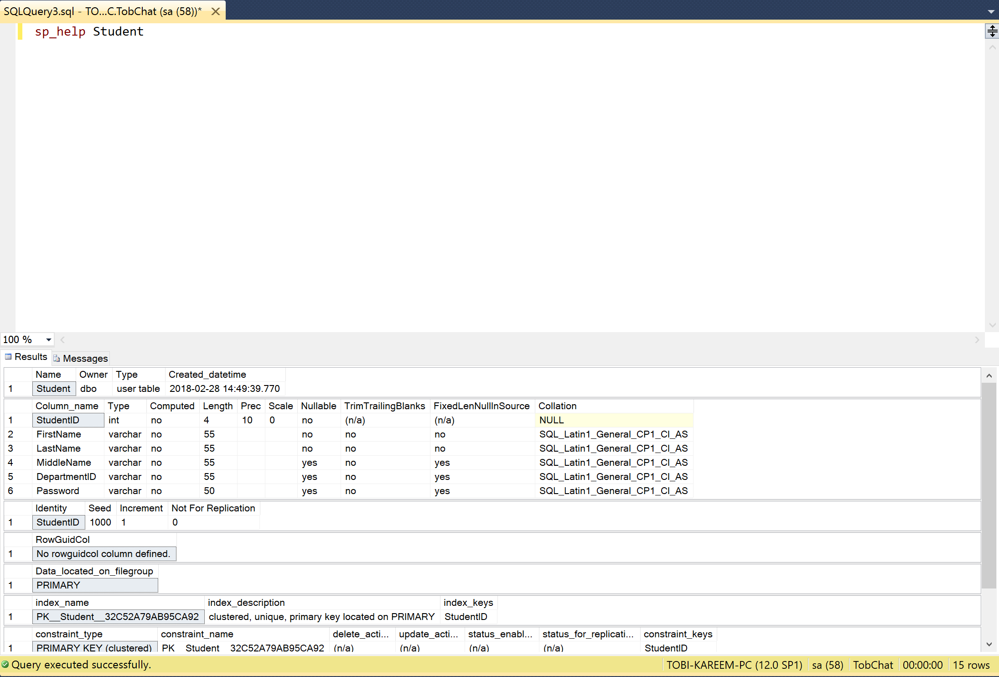 SQLQuery3.sql - TO...C.TobChat (sa (58))*
sp_help Student
100 %
Results Messages
Name Owner Type Created_datetime
1 Student dbo user table 2018-02-28 14:49:39.770
Column_name Type Computed Length Prec Scale Nullable TrimTrailingBlanks FixedLenNullInSource Collation
1 StudentID int no 4 10 0 no (n/a) (n/a) NULL
2 FirstName varchar no 55 no no no SQL_Latin1_General_CP1_CI_AS
3 LastName varchar no 55 no no no SQL_Latin1_General_CP1_CI_AS
4 MiddleName varchar no 55 yes no yes SQL_Latin1_General_CP1_CI_AS
5 DepartmentID varchar no 55 yes no yes SQL_Latin1_General_CP1_CI_AS
6 Password varchar no 50 yes no yes SQL_Latin1_General_CP1_CI_AS
Identity Seed Increment Not For Replication
1 StudentID 1000 1 0
RowGuidCol
1 No rowguidcol column defined.
Data_located_on_filegroup
1 PRIMARY
index_name index_description index_keys
1 PK__Student__32C52A79AB95CA92 clustered, unique, primary key located on PRIMARY StudentID
constraint_type constraint_name delete_acti... update_acti... status_enabl... status_for_replicati... constraint_keys
1 PRIMARY KEY (clustered) PK__Student__32C52A79AB95CA92 (n/a) (n/a) (n/a) (n/a) StudentID
Query executed successfully. TOBI-KAREEM-PC (12.0 SP1) sa (58) TobChat 00:00:00 15 rows